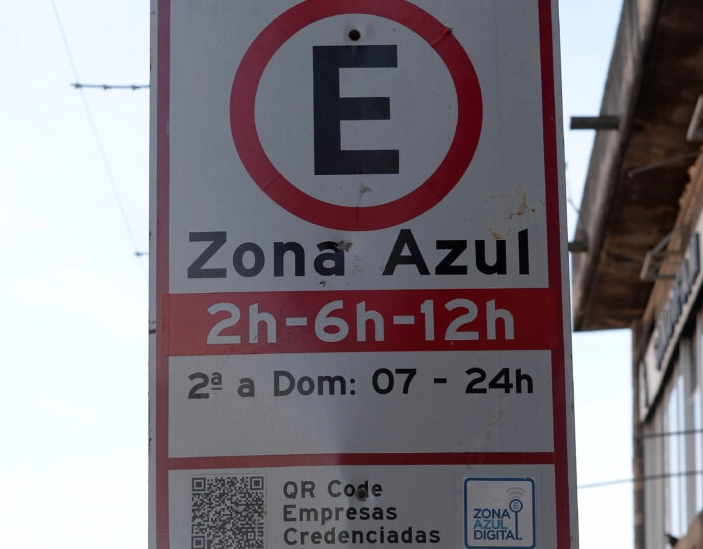 E
Zona Azul
2h-6h-12h
2ª a Dom: 07 - 24h
QR Code
Empresas
Credenciadas
E
ZONA
AZUL
DIGITAL